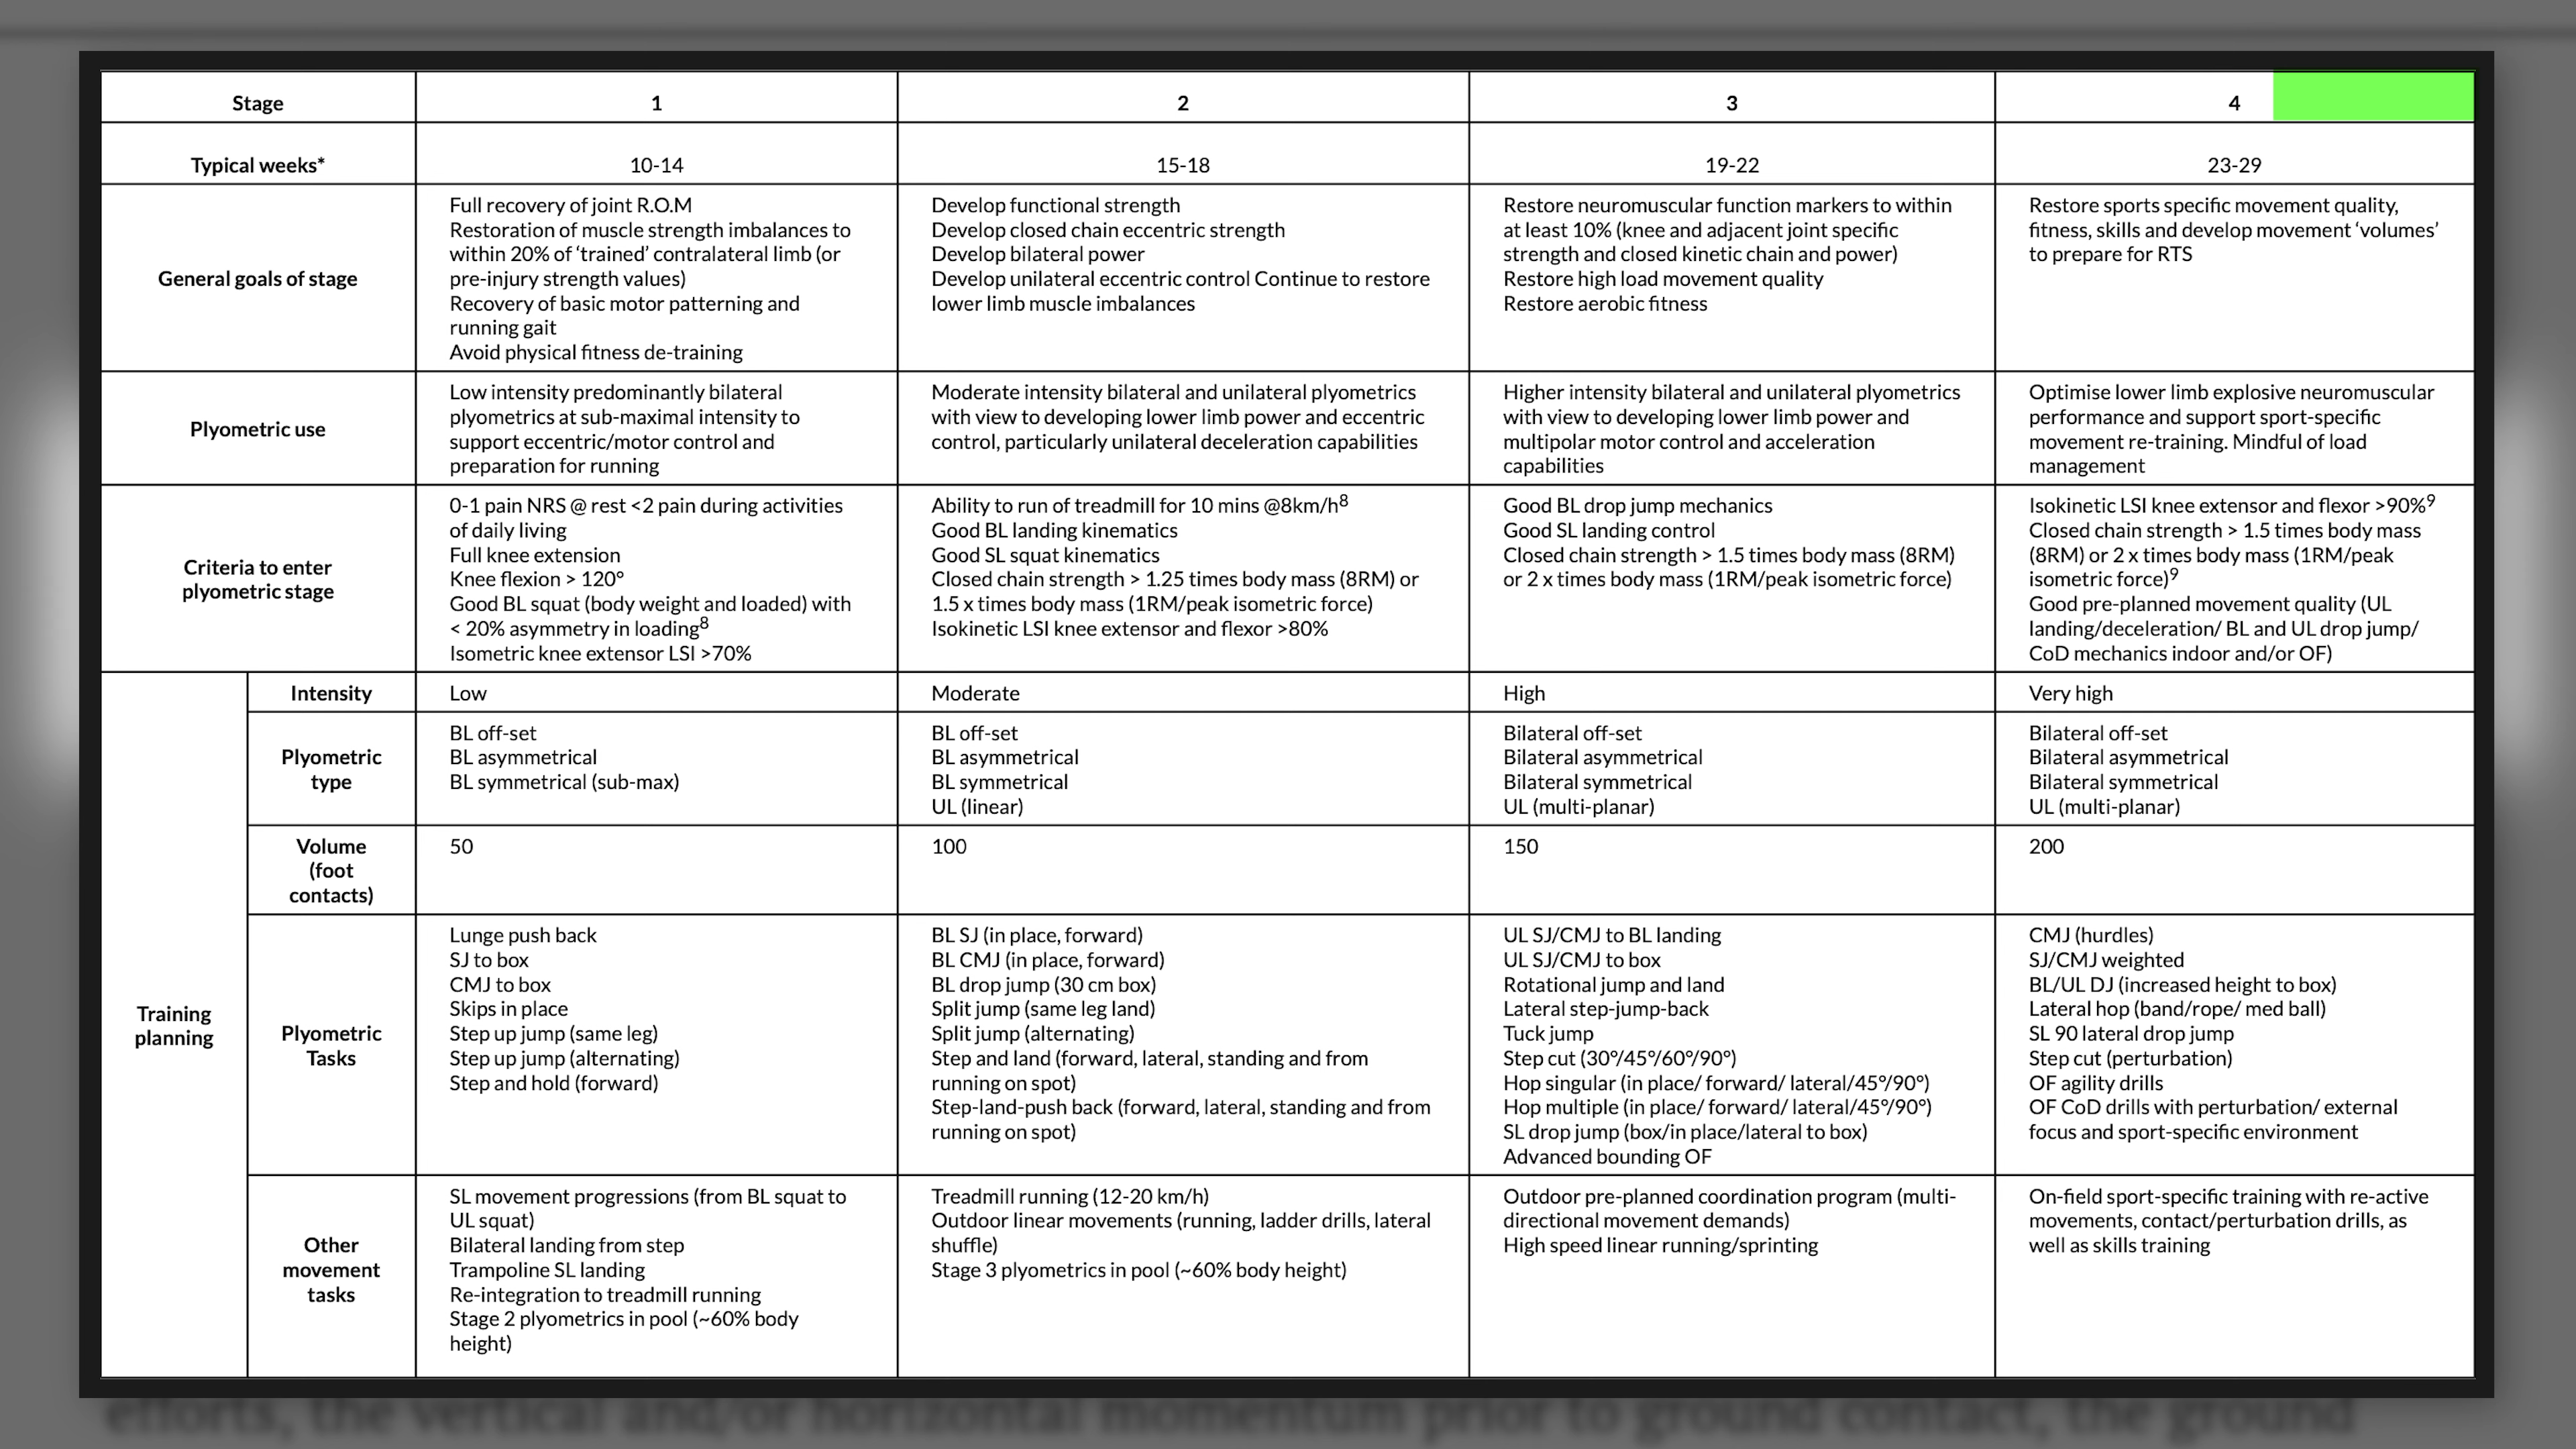 Stage
1
2
3
4
Typical weeks*
10-14
15-18
19-22
23-29
General goals of stage
Full recovery of joint R.O.M
Restoration of muscle strength imbalances to
within 20% of ‘trained’ contralateral limb (or
pre-injury strength values)
Recovery of basic motor patterning and
running gait
Avoid physical fitness de-training
Develop functional strength
Develop closed chain eccentric strength
Develop bilateral power
Develop unilateral eccentric control Continue to restore
lower limb muscle imbalances
Restore neuromuscular function markers to within
at least 10% (knee and adjacent joint specific
strength and closed kinetic chain and power)
Restore high load movement quality
Restore aerobic fitness
Restore sports specific movement quality,
fitness, skills and develop movement ‘volumes’
to prepare for RTS
Plyometric use
Low intensity predominantly bilateral
plyometrics at sub-maximal intensity to
support eccentric/motor control and
preparation for running
Moderate intensity bilateral and unilateral plyometrics
with view to developing lower limb power and eccentric
control, particularly unilateral deceleration capabilities
Higher intensity bilateral and unilateral plyometrics
with view to developing lower limb power and
multipolar motor control and acceleration
capabilities
Optimise lower limb explosive neuromuscular
performance and support sport-specific
movement re-training. Mindful of load
management
Criteria to enter
plyometric stage
0-1 pain NRS @ rest <2 pain during activities
of daily living
Full knee extension
Knee flexion > 120°
Good BL squat (body weight and loaded) with
< 20% asymmetry in loading8
Isometric knee extensor LSI >70%
Ability to run of treadmill for 10 mins @8km/h8
Good BL landing kinematics
Good SL squat kinematics
Closed chain strength > 1.25 times body mass (8RM) or
1.5 x times body mass (1RM/peak isometric force)
Isokinetic LSI knee extensor and flexor >80%
Good BL drop jump mechanics
Good SL landing control
Closed chain strength > 1.5 times body mass (8RM)
or 2 x times body mass (1RM/peak isometric force)
Isokinetic LSI knee extensor and flexor >90%9
Closed chain strength > 1.5 times body mass
(8RM) or 2 x times body mass (1RM/peak
isometric force)9
Good pre-planned movement quality (UL
landing/deceleration/ BL and UL drop jump/
CoD mechanics indoor and/or OF)
Training
planning
Intensity
Low
Moderate
High
Very high
Plyometric
type
BL off-set
BL asymmetrical
BL symmetrical (sub-max)
BL off-set
BL asymmetrical
BL symmetrical
UL (linear)
Bilateral off-set
Bilateral asymmetrical
Bilateral symmetrical
UL (multi-planar)
Bilateral off-set
Bilateral asymmetrical
Bilateral symmetrical
UL (multi-planar)
Volume
(foot
contacts)
50
100
150
200
Plyometric
Tasks
Lunge push back
SJ to box
CMJ to box
Skips in place
Step up jump (same leg)
Step up jump (alternating)
Step and hold (forward)
BL SJ (in place, forward)
BL CMJ (in place, forward)
BL drop jump (30 cm box)
Split jump (same leg land)
Split jump (alternating)
Step and land (forward, lateral, standing and from
running on spot)
Step-land-push back (forward, lateral, standing and from
running on spot)
UL SJ/CMJ to BL landing
UL SJ/CMJ to box
Rotational jump and land
Lateral step-jump-back
Tuck jump
Step cut (30°/45°/60°/90°)
Hop singular (in place/ forward/ lateral/45°/90°)
Hop multiple (in place/ forward/ lateral/45°/90°)
SL drop jump (box/in place/lateral to box)
Advanced bounding OF
CMJ (hurdles)
SJ/CMJ weighted
BL/UL DJ (increased height to box)
Lateral hop (band/rope/ med ball)
SL 90 lateral drop jump
Step cut (perturbation)
OF agility drills
OF CoD drills with perturbation/ external
focus and sport-specific environment
Other
movement
tasks
SL movement progressions (from BL squat to
UL squat)
Bilateral landing from step
Trampoline SL landing
Re-integration to treadmill running
Stage 2 plyometrics in pool (~60% body
height)
Treadmill running (12-20 km/h)
Outdoor linear movements (running, ladder drills, lateral
shuffle)
Stage 3 plyometrics in pool (~60% body height)
Outdoor pre-planned coordination program (multi-
directional movement demands)
High speed linear running/sprinting
On-field sport-specific training with re-active
movements, contact/perturbation drills, as
well as skills training
efforts, the vertical and/or horizontal momentum prior to ground contact, the ground